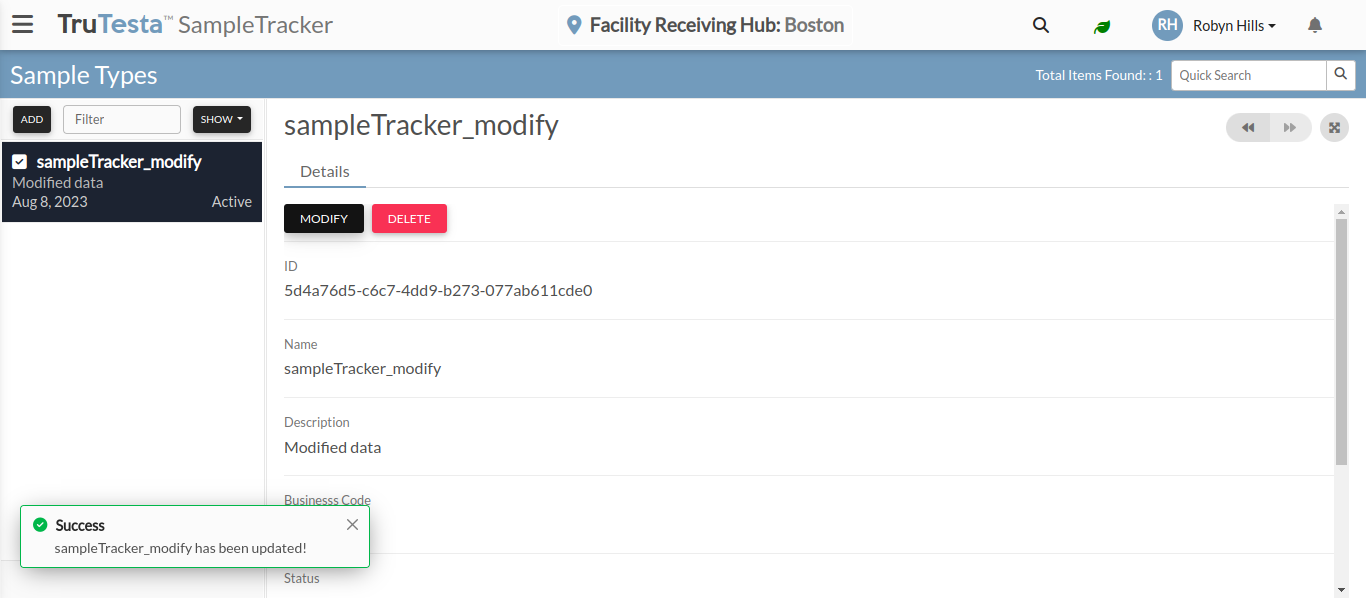 TruTesta™ SampleTracker
Facility Receiving Hub: Boston
RH
Robyn Hills
Sample Types
Total Items Found: : 1
Quick Search
ADD
Filter
SHOW
sampleTracker_modify
Modified data
Aug 8, 2023
Active
sampleTracker_modify
Details
MODIFY
DELETE
ID
5d4a76d5-c6c7-4dd9-b273-077ab611cde0
Name
sampleTracker_modify
Description
Modified data
Businesss Code
Status
Success
sampleTracker_modify has been updated!